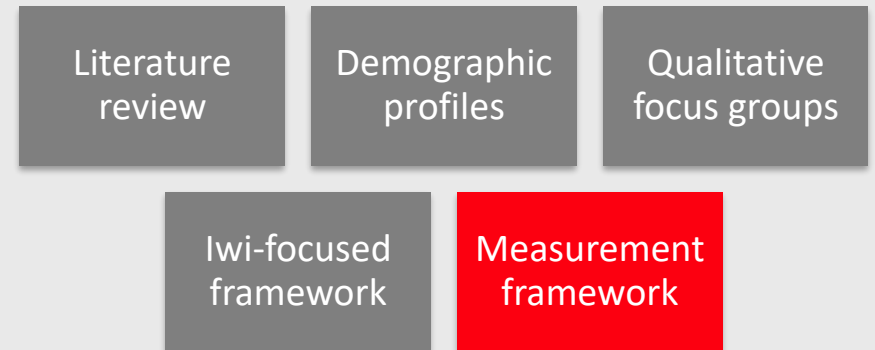 Literature
review
Demographic
profiles
Qualitative
focus groups
Iwi-focused
framework
Measurement
framework